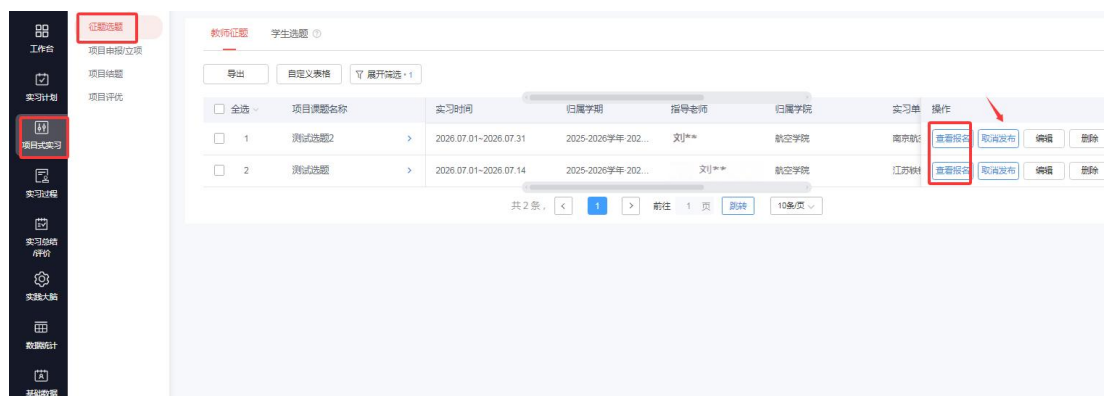 工作台
实习计划
项目式实习
实习过程
实习总结
/评价
实践大脑
数据统计
基础数据
征题选题
项目申报/立项
项目结题
项目评优
教师征题 学生选题
导出 自定义表格 展开筛选·1
全选 项目课题名称 实习时间 归属学期 指导老师 归属学院 实习单 操作
1 测试选题2 2026.07.01~2026.07.31 2025-2026学年-202... 刘** 航空学院 南京航 查看报名 取消发布 编辑 删除
2 测试选题 2026.07.01~2026.07.14 2025-2026学年-202... 刘** 航空学院 江苏 查看报名 取消发布 编辑 删除
共2条, < 1 > 前往 1 页 跳转 10条/页